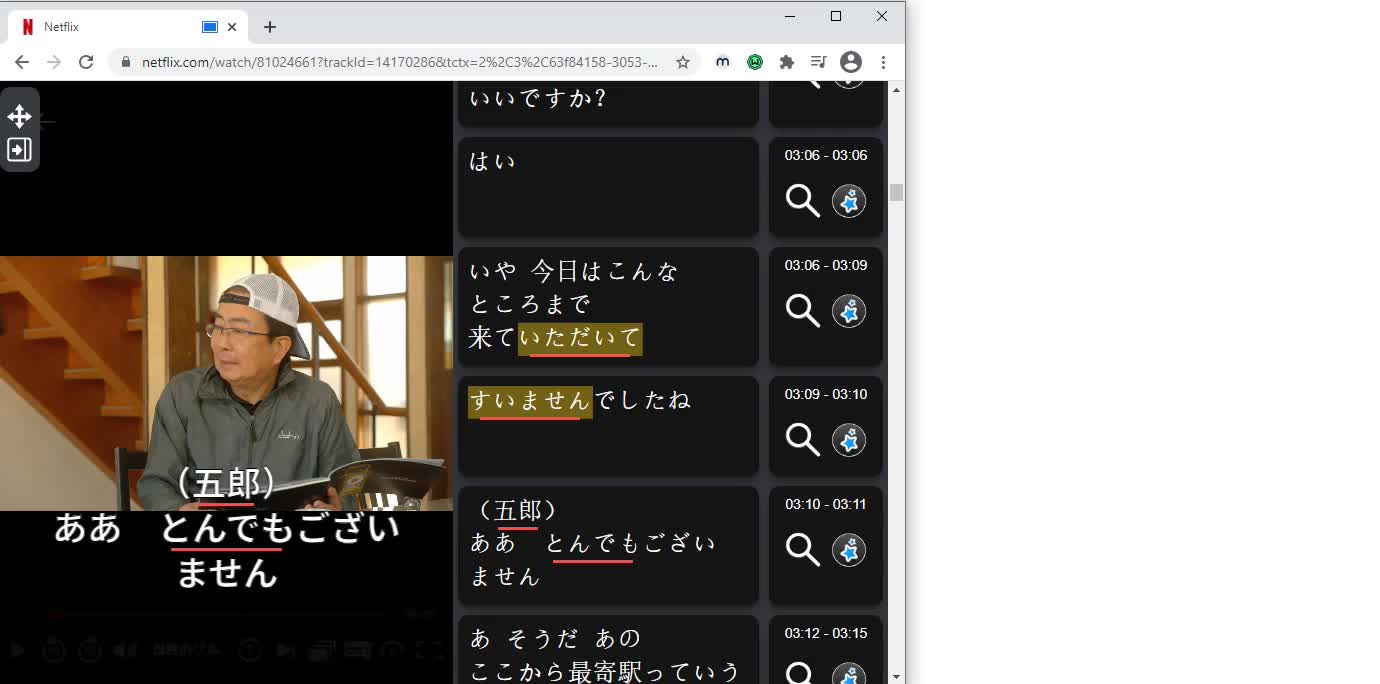 Netflix
netflix.com/watch/81024661?trackId=14170286&tctx=2%2C3%2C63f84158-3053-...
いいですか？
はい
03:06 - 03:06
いや 今日はこんな
ところまで
来ていただいて
03:06 - 03:09
すいませんでしたね
03:09 - 03:10
（五郎）
ああ　とんでもござい
ません
03:10 - 03:11
あ そうだ あの
ここから最寄駅っていう
03:12 - 03:15
（五郎）
ああ　とんでもござい
ません